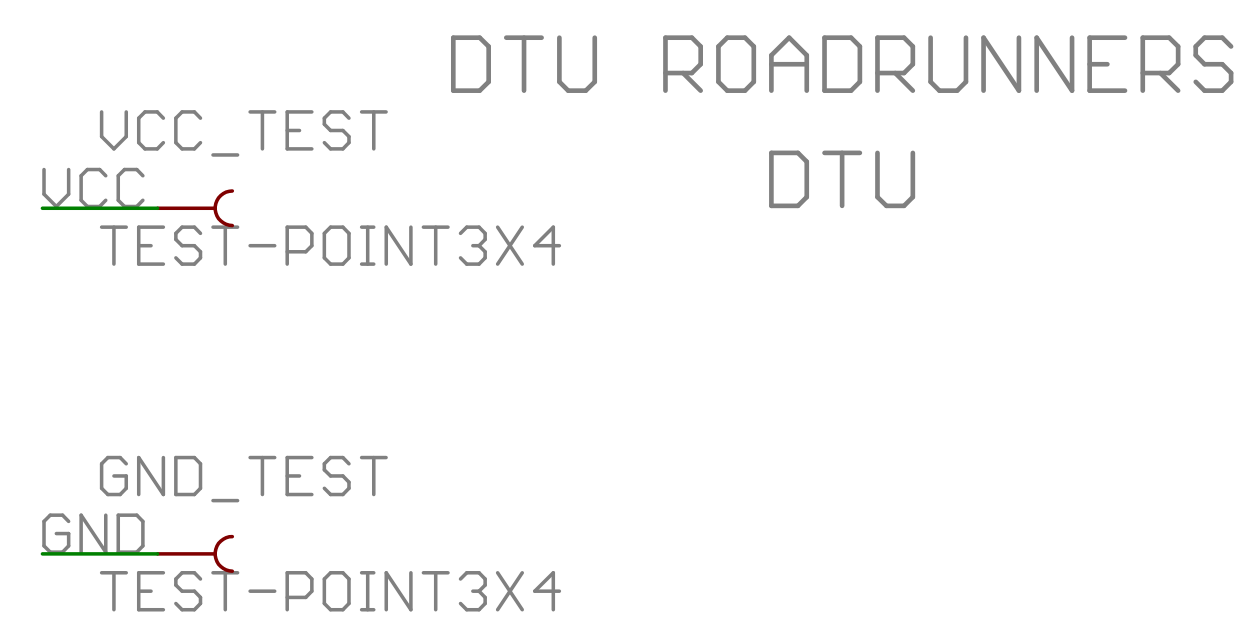 DTU ROADRUNNERS
DTU
VCC_TEST
VCC
TEST-POINT3X4
GND_TEST
GND
TEST-POINT3X4